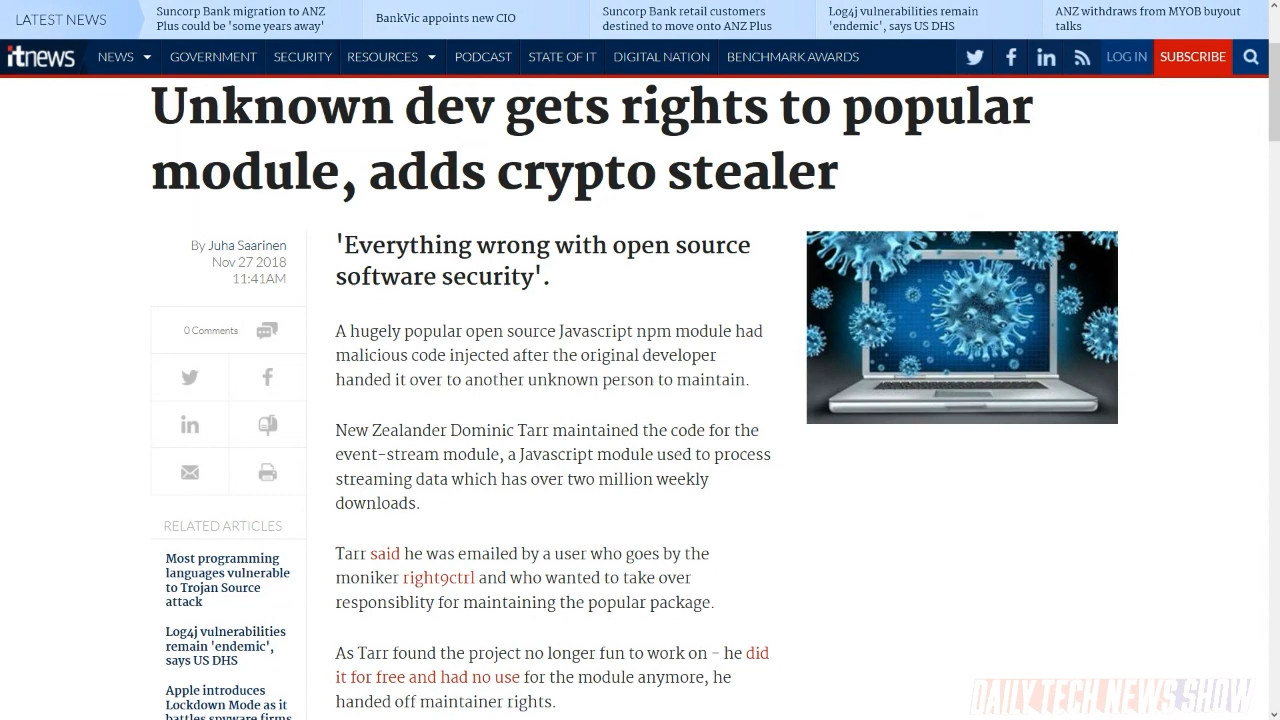 LATEST NEWS
Suncorp Bank migration to ANZ
Plus could be 'some years away'
BankVic appoints new CIO
Suncorp Bank retail customers
destined to move onto ANZ Plus
Log4j vulnerabilities remain
'endemic', says US DHS
ANZ withdraws from MYOB buyout
talks
itnews
NEWS
GOVERNMENT
SECURITY
RESOURCES
PODCAST
STATE OF IT
DIGITAL NATION
BENCHMARK AWARDS
LOG IN
SUBSCRIBE
Unknown dev gets rights to popular
module, adds crypto stealer
By Juha Saarinen
Nov 27 2018
11:41AM
0 Comments
RELATED ARTICLES
Most programming
languages vulnerable
to Trojan Source
attack
Log4j vulnerabilities
remain 'endemic',
says US DHS
Apple introduces
Lockdown Mode as it
battles spyware firms
'Everything wrong with open source
software security'.
A hugely popular open source Javascript npm module had
malicious code injected after the original developer
handed it over to another unknown person to maintain.
New Zealander Dominic Tarr maintained the code for the
event-stream module, a Javascript module used to process
streaming data which has over two million weekly
downloads.
Tarr said he was emailed by a user who goes by the
moniker right9ctrl and who wanted to take over
responsiblity for maintaining the popular package.
As Tarr found the project no longer fun to work on - he did
it for free and had no use for the module anymore, he
handed off maintainer rights.
DAILY TECH NEWS SHOW